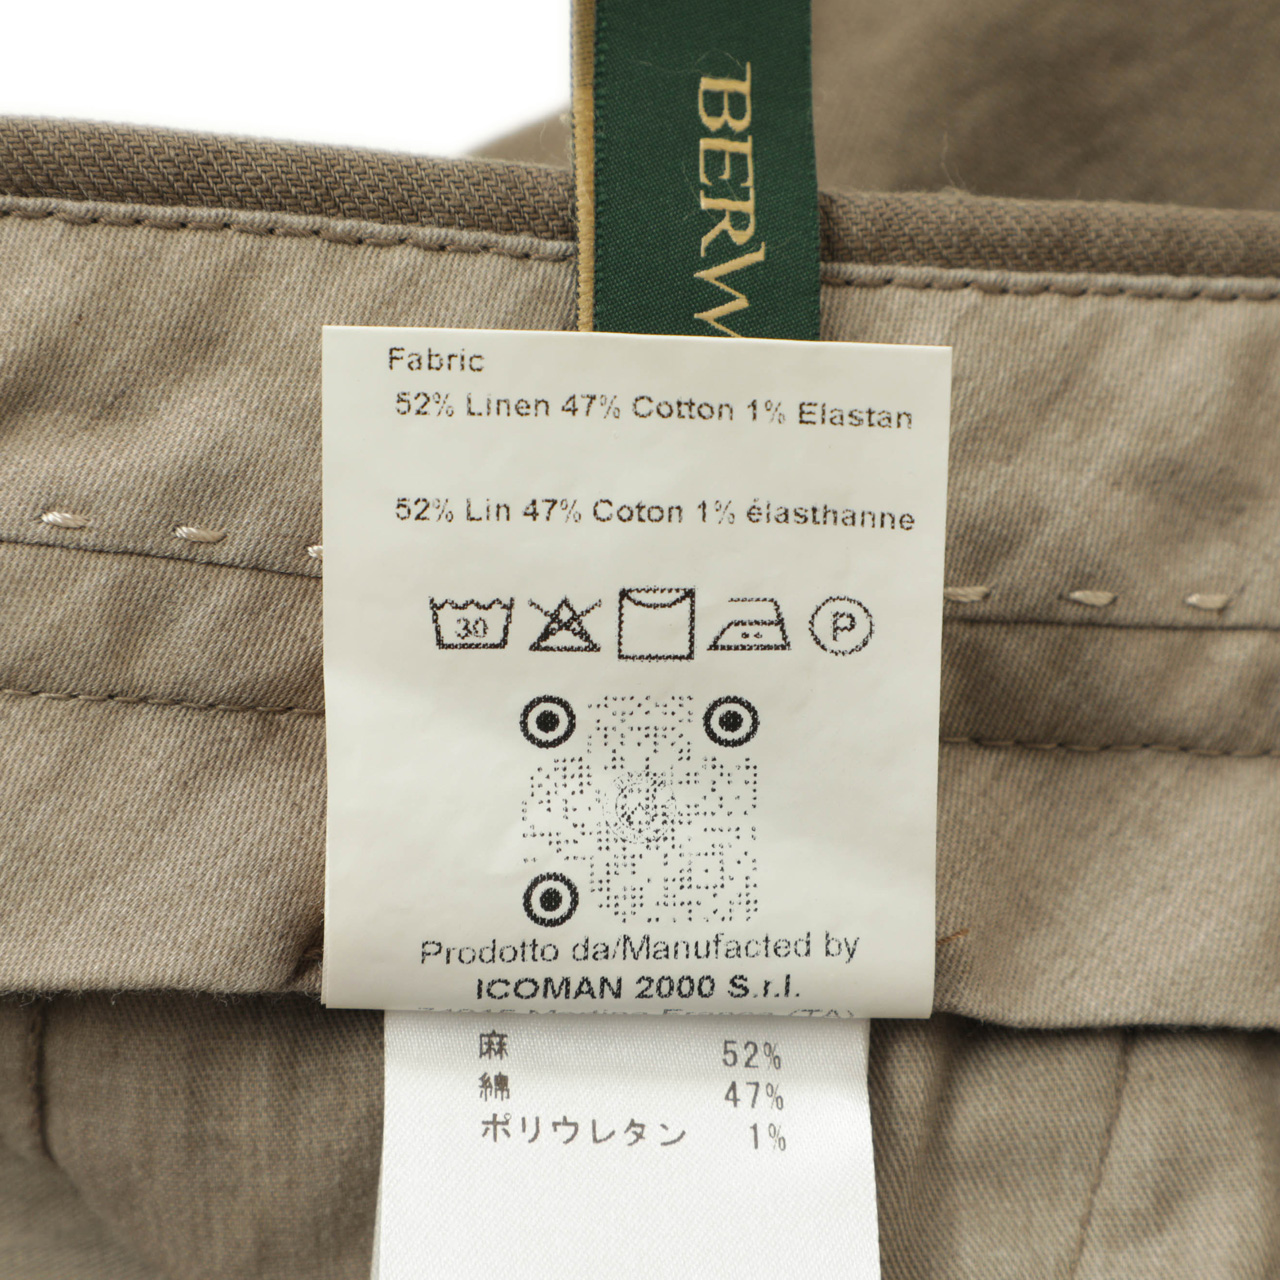 BERW
Fabric
52% Linen 47% Cotton 1% Elastan
52% Lin 47% Coton 1% élasthanne
30
P
Prodotto da/Manufacted by
ICOMAN 2000 S.r.l.
麻 52%
綿 47%
ポリウレタン 1%